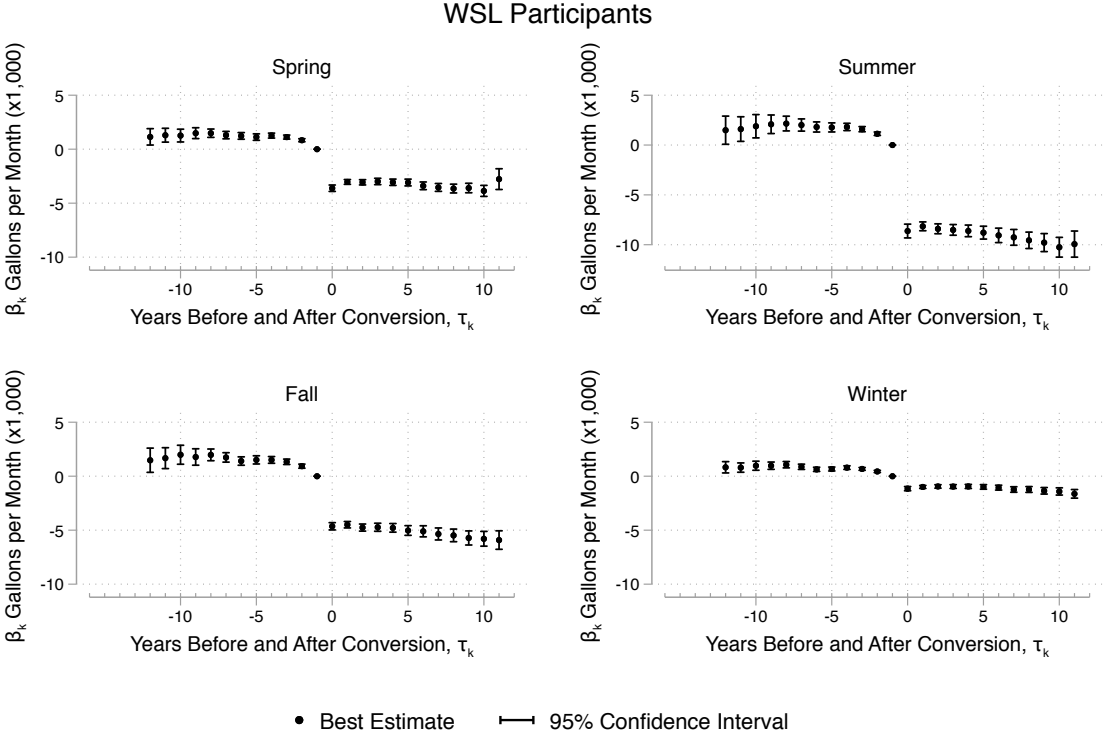 WSL Participants
Spring
β_k Gallons per Month (x1,000)
5
0
-5
-10
-10 -5 0 5 10
Years Before and After Conversion, τ_k
Summer
β_k Gallons per Month (x1,000)
5
0
-5
-10
-10 -5 0 5 10
Years Before and After Conversion, τ_k
Fall
β_k Gallons per Month (x1,000)
5
0
-5
-10
-10 -5 0 5 10
Years Before and After Conversion, τ_k
Winter
β_k Gallons per Month (x1,000)
5
0
-5
-10
-10 -5 0 5 10
Years Before and After Conversion, τ_k
Best Estimate 95% Confidence Interval